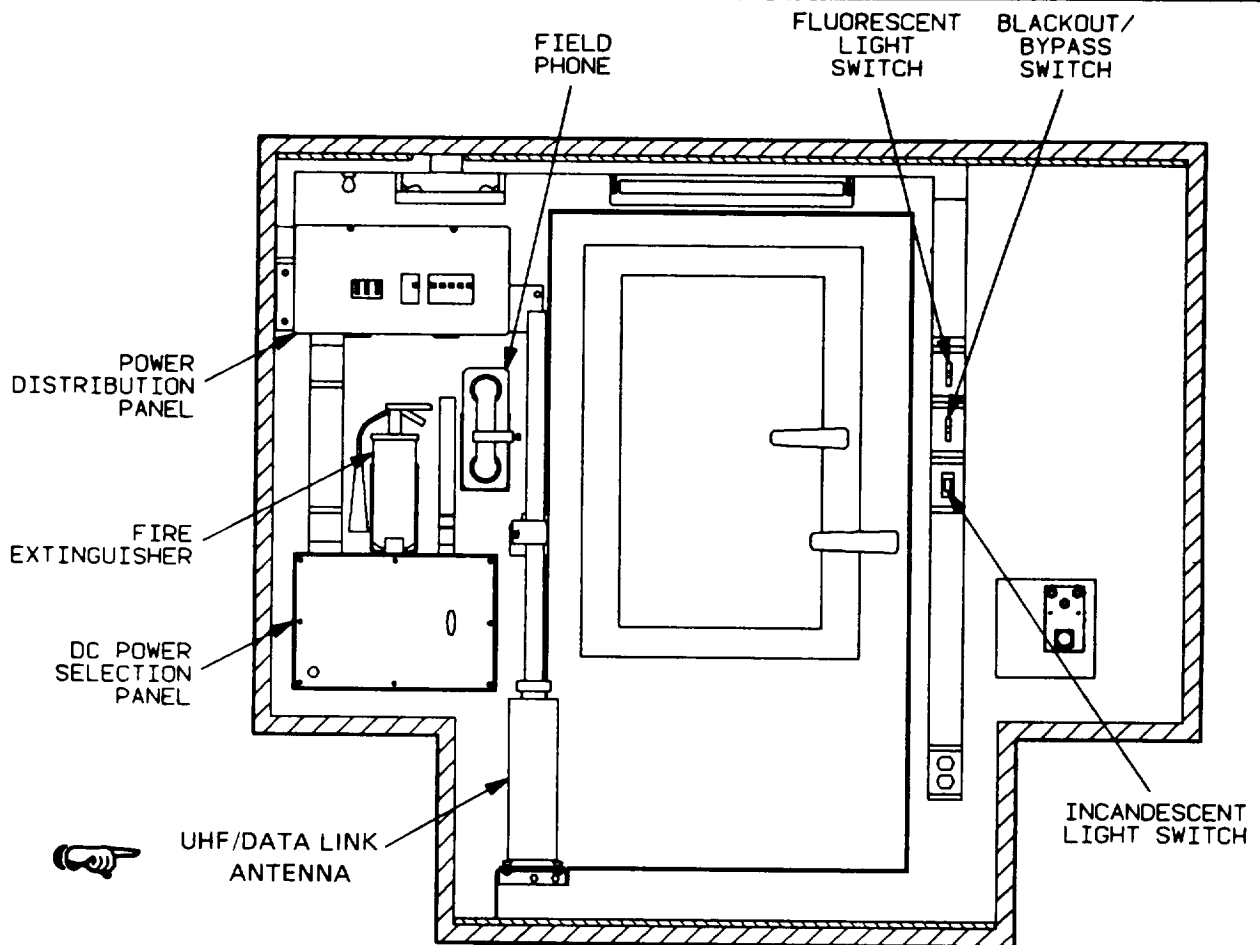 FLUORESCENT
LIGHT
SWITCH
BLACKOUT/
BYPASS
SWITCH
FIELD
PHONE
POWER
DISTRIBUTION
PANEL
FIRE
EXTINGUISHER
DC POWER
SELECTION
PANEL
UHF/DATA LINK
ANTENNA
INCANDESCENT
LIGHT SWITCH